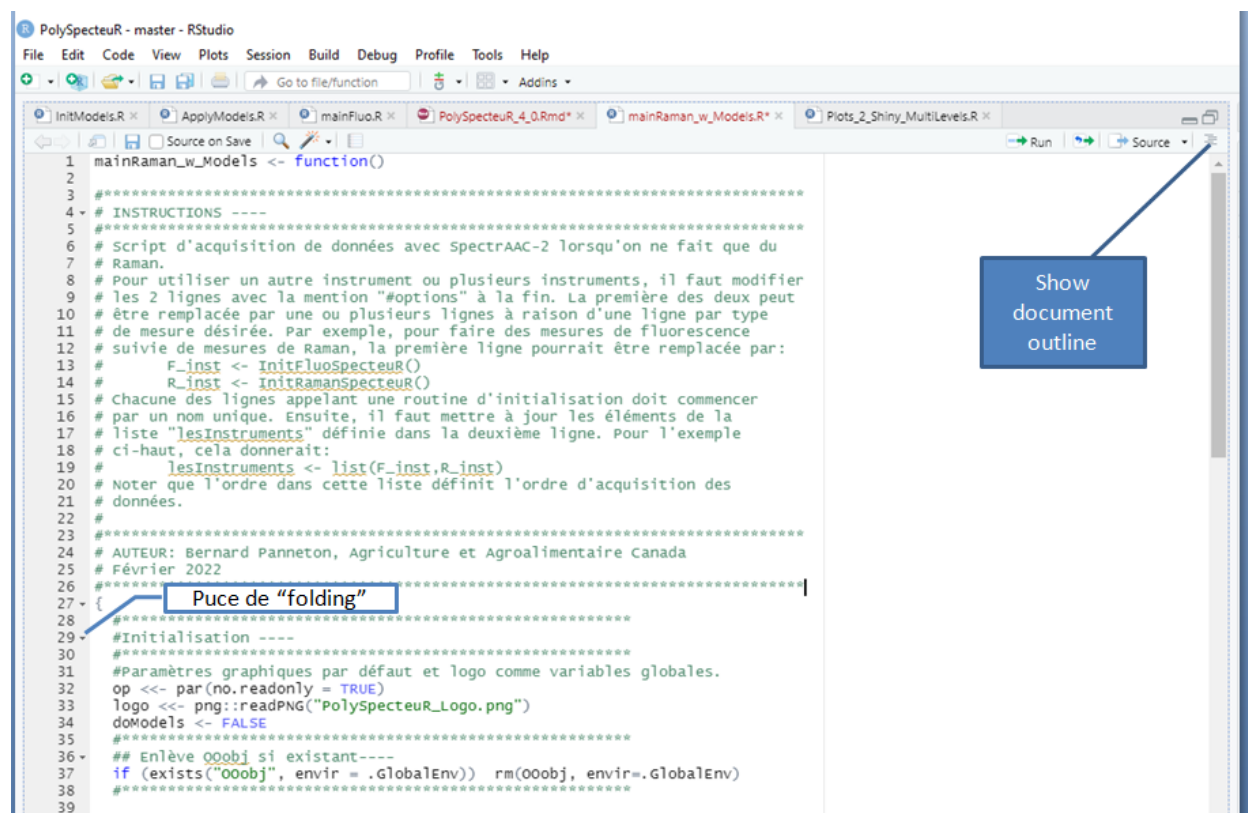 PolySpecteuR - master - RStudio
File Edit Code View Plots Session Build Debug Profile Tools Help
Go to file/function Addins
InitModels.R ApplyModels.R mainFluo.R PolySpecteuR_4_0.Rmd* mainRaman_w_Models.R* Plots_2_Shiny_MultiLevels.R
Source on Save Run Source
1 mainRaman_w_Models <- function()
2
3 #***************************************************************************
4 # INSTRUCTIONS ----
5 #***************************************************************************
6 # Script d'acquisition de données avec SpectrAAC-2 lorsqu'on ne fait que du
7 # Raman.
8 # Pour utiliser un autre instrument ou plusieurs instruments, il faut modifier
9 # les 2 lignes avec la mention "#options" à la fin. La première des deux peut
10 # être remplacée par une ou plusieurs lignes à raison d'une ligne par type
11 # de mesure désirée. Par exemple, pour faire des mesures de fluorescence
12 # suivie de mesures de Raman, la première ligne pourrait être remplacée par:
13 # F_inst <- InitFluoSpecteuR()
14 # R_inst <- InitRamanSpecteuR()
15 # Chacune des lignes appelant une routine d'initialisation doit commencer
16 # par un nom unique. Ensuite, il faut mettre à jour les éléments de la
17 # liste "lesInstruments" définie dans la deuxième ligne. Pour l'exemple
18 # ci-haut, cela donnerait:
19 # lesInstruments <- list(F_inst,R_inst)
20 # Noter que l'ordre dans cette liste définit l'ordre d'acquisition des
21 # données.
22 #
23 #***************************************************************************
24 # AUTEUR: Bernard Panneton, Agriculture et Agroalimentaire Canada
25 # Février 2022
26 #***************************************************************************
27 {
28 #*******************************************************
29 #Initialisation ----
30 #*******************************************************
31 #Paramètres graphiques par défaut et logo comme variables globales.
32 op <<- par(no.readonly = TRUE)
33 logo <<- png::readPNG("PolySpecteuR_Logo.png")
34 doModels <- FALSE
35 #*******************************************************
36 ## Enlève OOobj si existant----
37 if (exists("OOobj", envir = .GlobalEnv)) rm(OOobj, envir=.GlobalEnv)
38 #*******************************************************
39
Show
document
outline
Puce de “folding”